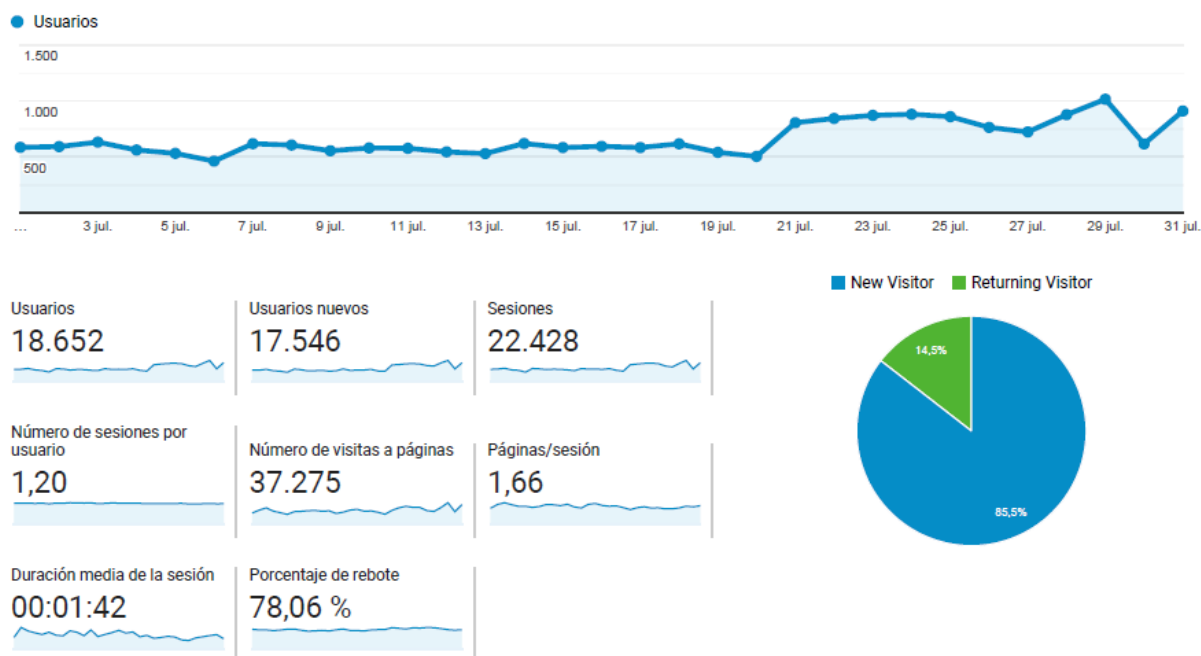 Usuarios
1.500
1.000
500
...
3 jul.
5 jul.
7 jul.
9 jul.
11 jul.
13 jul.
15 jul.
17 jul.
19 jul.
21 jul.
23 jul.
25 jul.
27 jul.
29 jul.
31 jul.
New Visitor
Returning Visitor
14,5%
85,5%
Usuarios
18.652
Usuarios nuevos
17.546
Sesiones
22.428
Número de sesiones por
usuario
1,20
Número de visitas a páginas
37.275
Páginas/sesión
1,66
Duración media de la sesión
00:01:42
Porcentaje de rebote
78,06 %